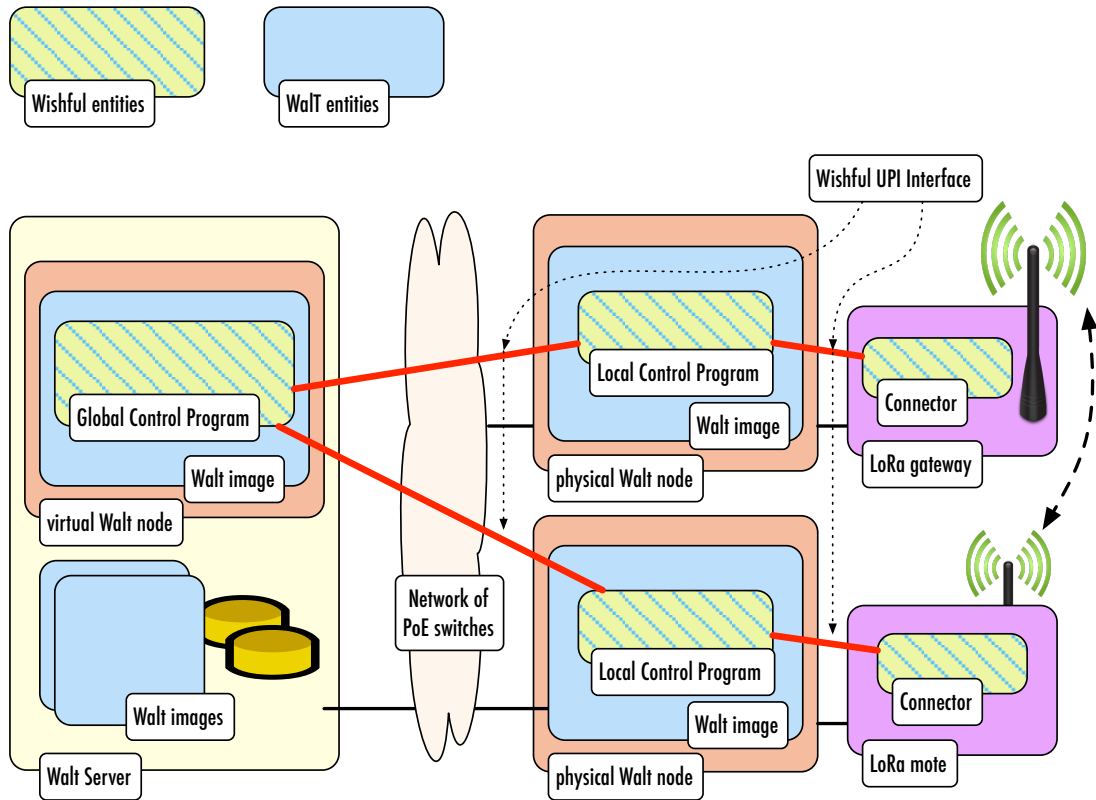 Wishful entities
WalT entities
Wishful UPI Interface
Global Control Program
Walt image
virtual Walt node
Walt images
Walt Server
Network of
PoE switches
Local Control Program
Walt image
physical Walt node
Connector
LoRa gateway
Local Control Program
Walt image
physical Walt node
Connector
LoRa mote